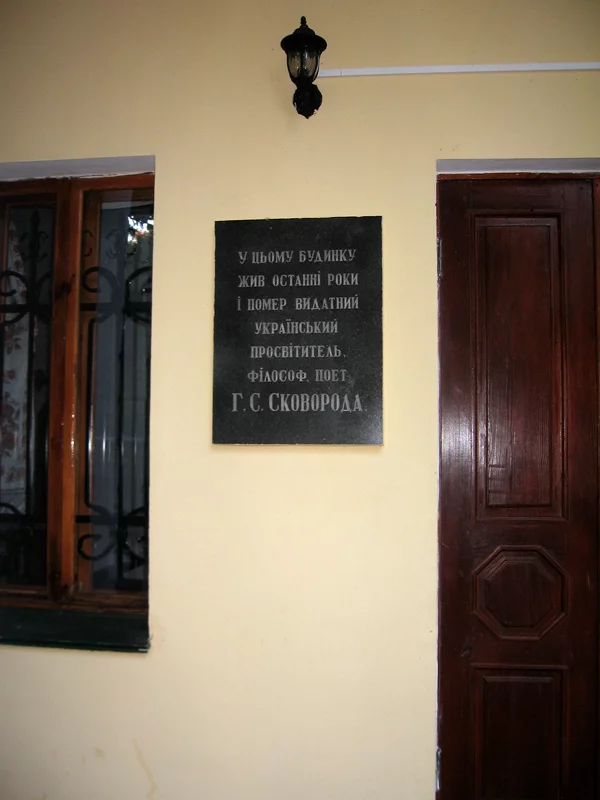 У ЦЬОМУ БУДИНКУ
ЖИВ ОСТАННІ РОКИ
І ПОМЕР ВИДАТНИЙ
УКРАЇНСЬКИЙ
ПРОСВІТИТЕЛЬ,
ФІЛОСОФ, ПОЕТ
Г. С. СКОВОРОДА.